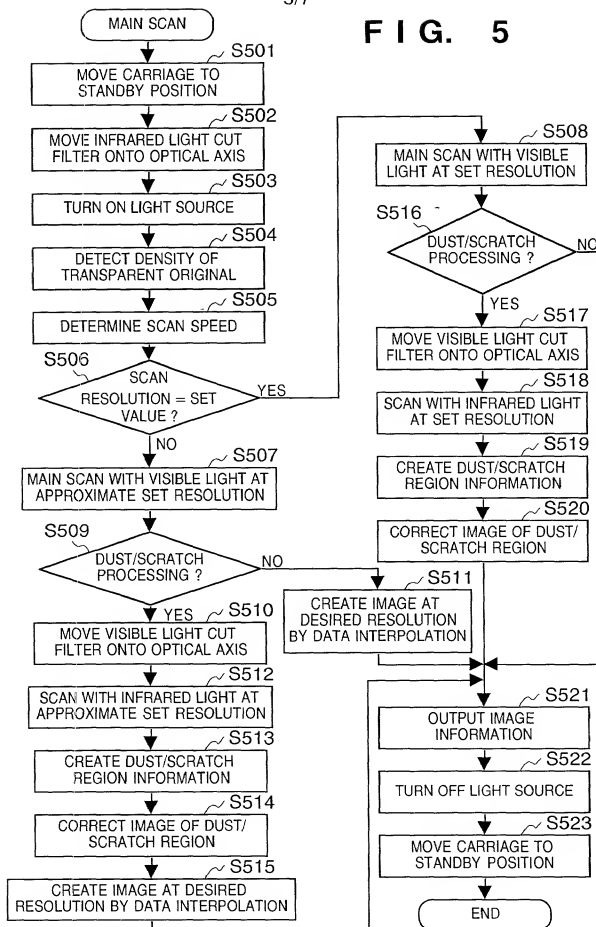 3/7
FIG. 5
MAIN SCAN
S501
MOVE CARRIAGE TO
STANDBY POSITION
S502
MOVE INFRARED LIGHT CUT
FILTER ONTO OPTICAL AXIS
S503
TURN ON LIGHT SOURCE
S504
DETECT DENSITY OF
TRANSPARENT ORIGINAL
S505
DETERMINE SCAN SPEED
S506
SCAN
RESOLUTION = SET
VALUE ?
YES
NO
S507
MAIN SCAN WITH VISIBLE LIGHT AT
APPROXIMATE SET RESOLUTION
S509
DUST/SCRATCH
PROCESSING ?
NO
YES
S510
MOVE VISIBLE LIGHT CUT
FILTER ONTO OPTICAL AXIS
S511
CREATE IMAGE AT
DESIRED RESOLUTION
BY DATA INTERPOLATION
S512
SCAN WITH INFRARED LIGHT AT
APPROXIMATE SET RESOLUTION
S513
CREATE DUST/SCRATCH
REGION INFORMATION
S514
CORRECT IMAGE OF DUST/
SCRATCH REGION
S515
CREATE IMAGE AT DESIRED
RESOLUTION BY DATA INTERPOLATION
S508
MAIN SCAN WITH VISIBLE
LIGHT AT SET RESOLUTION
S516
DUST/SCRATCH
PROCESSING ?
NO
YES
S517
MOVE VISIBLE LIGHT CUT
FILTER ONTO OPTICAL AXIS
S518
SCAN WITH INFRARED LIGHT
AT SET RESOLUTION
S519
CREATE DUST/SCRATCH
REGION INFORMATION
S520
CORRECT IMAGE OF DUST/
SCRATCH REGION
S521
OUTPUT IMAGE
INFORMATION
S522
TURN OFF LIGHT SOURCE
S523
MOVE CARRIAGE TO
STANDBY POSITION
END